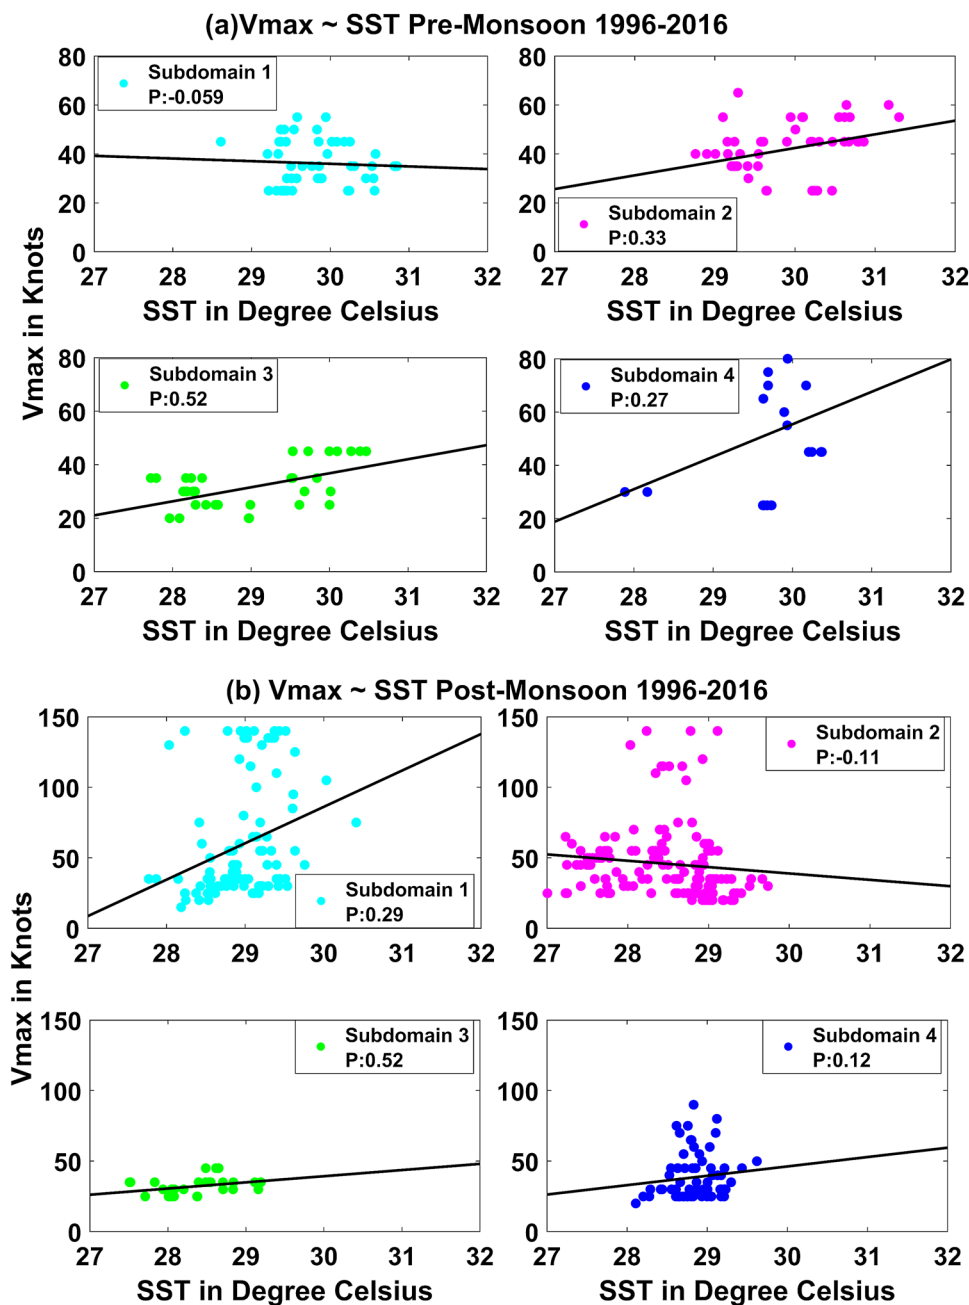 (a)Vmax ~ SST Pre-Monsoon 1996-2016
Vmax in Knots
80
60
40
20
0
Subdomain 1
P:-0.059
27 28 29 30 31 32
SST in Degree Celsius
80
60
40
20
0
Subdomain 2
P:0.33
27 28 29 30 31 32
SST in Degree Celsius
80
60
40
20
0
Subdomain 3
P:0.52
27 28 29 30 31 32
SST in Degree Celsius
80
60
40
20
0
Subdomain 4
P:0.27
27 28 29 30 31 32
SST in Degree Celsius
(b) Vmax ~ SST Post-Monsoon 1996-2016
Vmax in Knots
150
100
50
0
Subdomain 1
P:0.29
27 28 29 30 31 32
150
100
50
0
Subdomain 2
P:-0.11
27 28 29 30 31 32
150
100
50
0
Subdomain 3
P:0.52
27 28 29 30 31 32
SST in Degree Celsius
150
100
50
0
Subdomain 4
P:0.12
27 28 29 30 31 32
SST in Degree Celsius